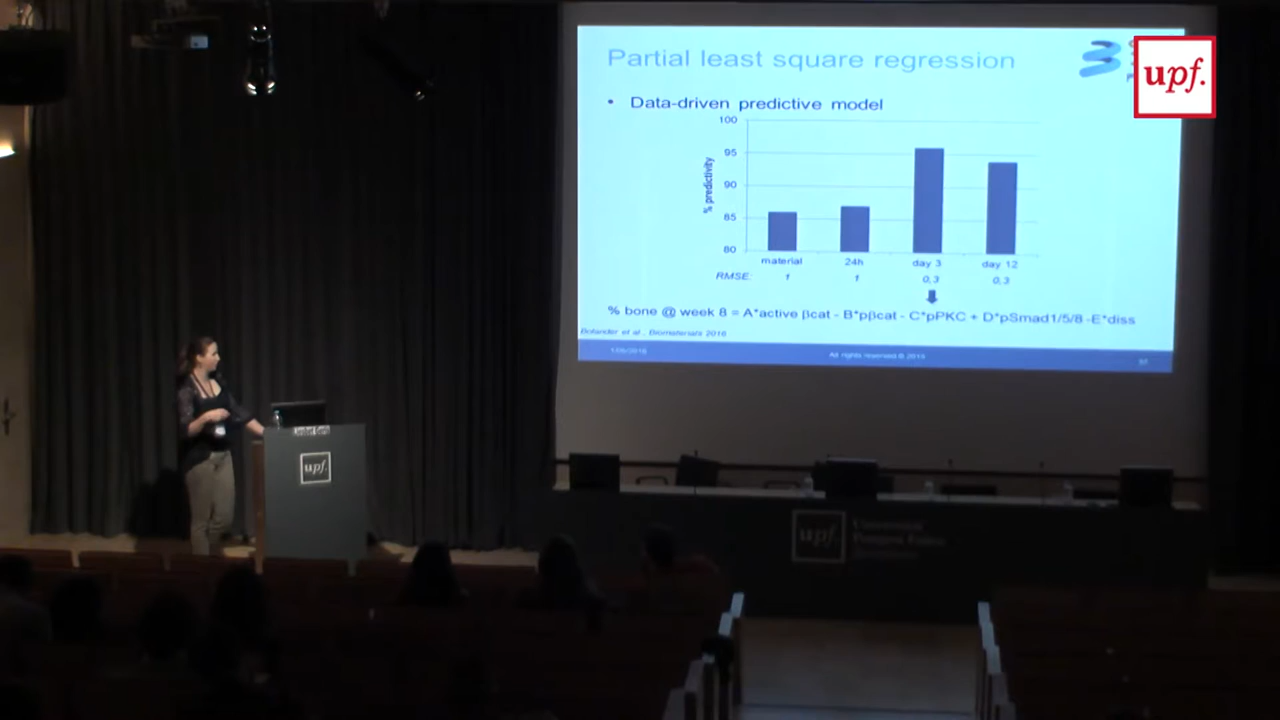 Partial least square regression
upf.
• Data-driven predictive model
100
95
90
85
80
% predictivity
material 24h day 3 day 12
RMSE: 1 1 0,3 0,3
% bone @ week 8 = A*active βcat - B*pβcat - C*pPKC + D*pSmad1/5/8 -E*diss
Bolander et al., Biomaterials 2016
All rights reserved
upf.
upf.